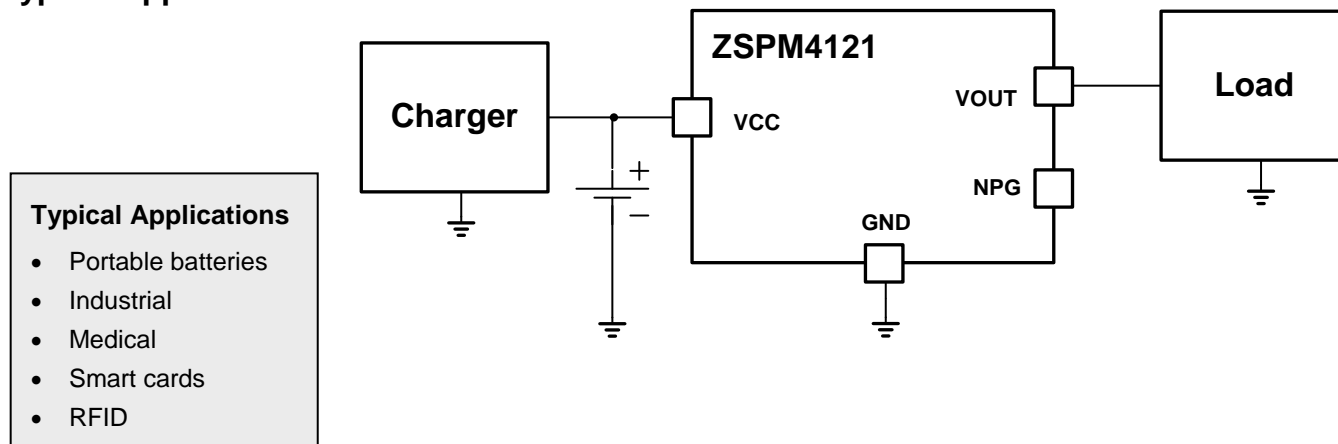 ZSPM4121
Charger
VCC
VOUT
Load
NPG
GND
+
−
Typical Applications
• Portable batteries
• Industrial
• Medical
• Smart cards
• RFID